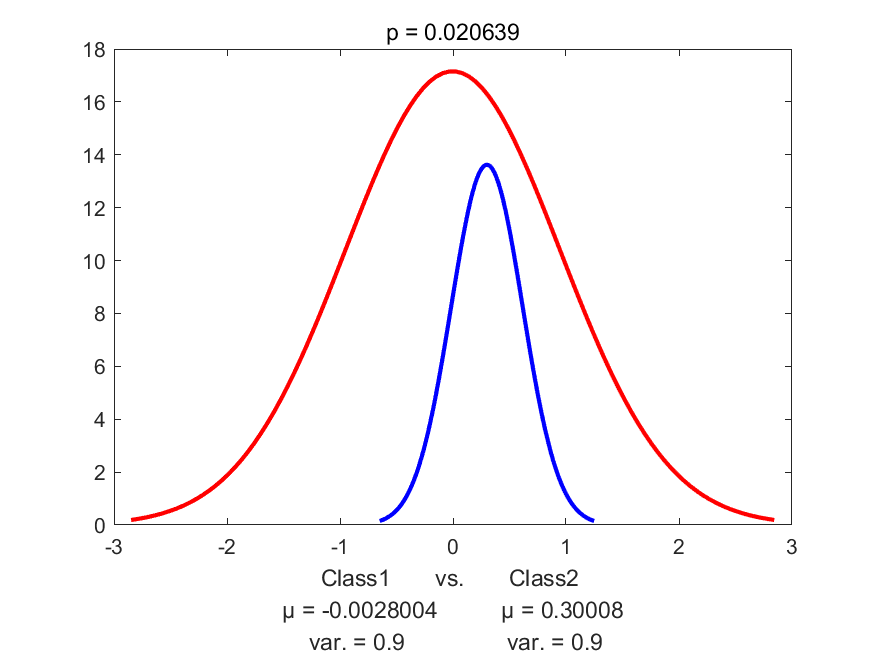 p = 0.020639
18
16
14
12
10
8
6
4
2
0
-3 -2 -1 0 1 2 3
Class1 vs. Class2
μ = -0.0028004 μ = 0.30008
var. = 0.9 var. = 0.9